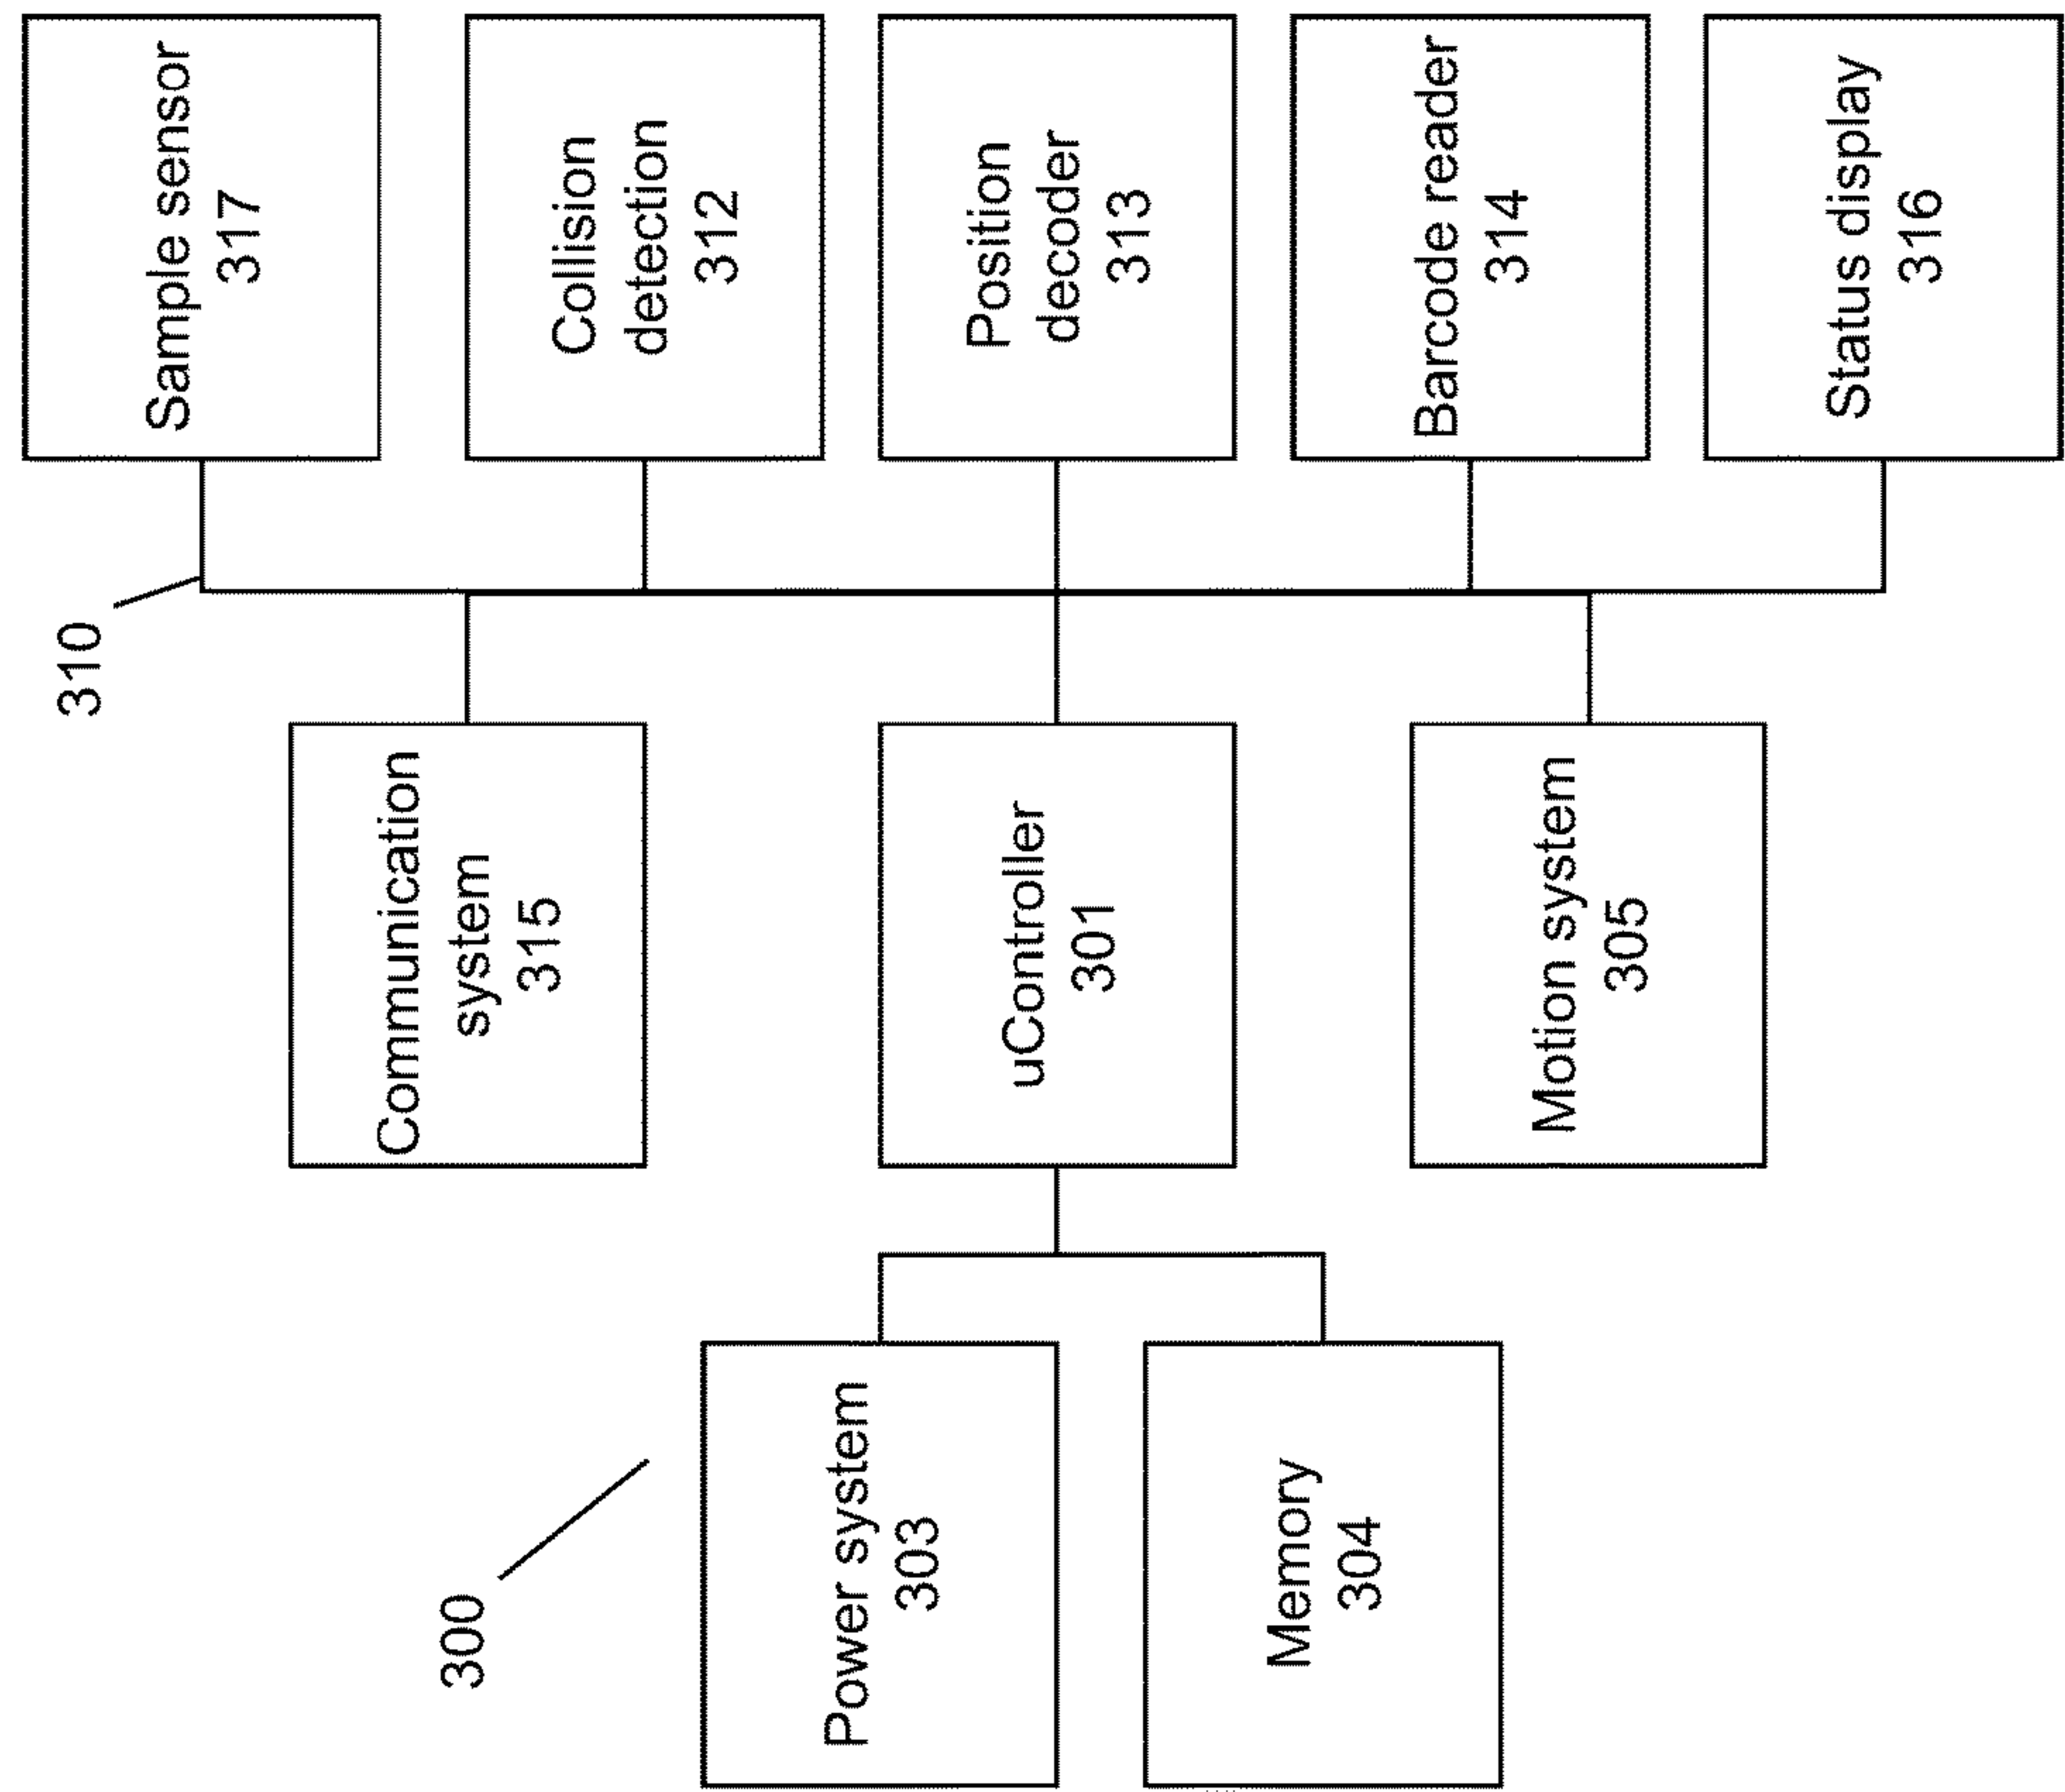 300
Power system
303
Memory
304
Communication
system
315
uController
301
Motion system
305
310
Sample sensor
317
Collision
detection
312
Position
decoder
313
Barcode reader
314
Status display
316